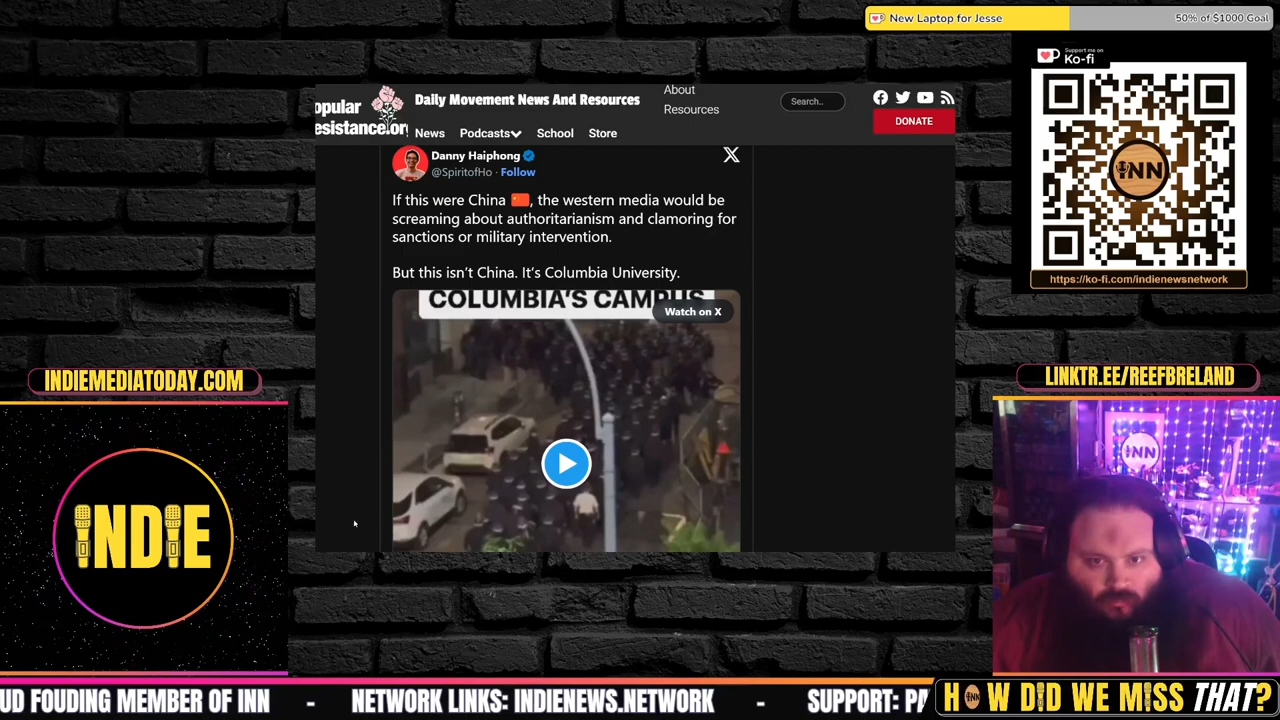 New Laptop for Jesse
50% of $1000 Goal
Support me on
Ko-fi
INN
https://ko-fi.com/indienewsnetwork
opular
esistance.org
Daily Movement News And Resources
About
Resources
Search..
News
Podcasts
School
Store
DONATE
Danny Haiphong
@SpiritofHo · Follow
If this were China 🇨🇳, the western media would be
screaming about authoritarianism and clamoring for
sanctions or military intervention.
But this isn’t China. It’s Columbia University.
COLUMBIA'S CAMPUS
Watch on X
INDIEMEDIATODAY.COM
INDIE
LINKTR.EE/REEFBRELAND
INN
UD FOUDING MEMBER OF INN - NETWORK LINKS: INDIENEWS.NETWORK - SUPPORT: PA
HOW DID WE MISS THAT?